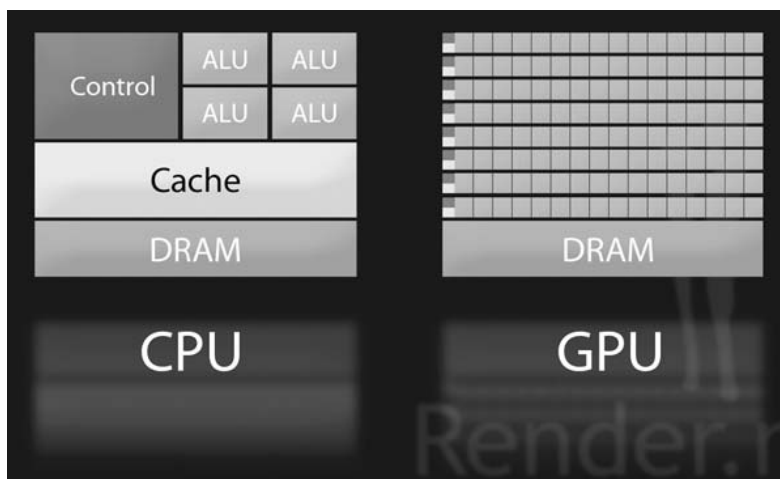 Control
ALU ALU
ALU ALU
Cache
DRAM
DRAM
CPU
GPU
Render.r